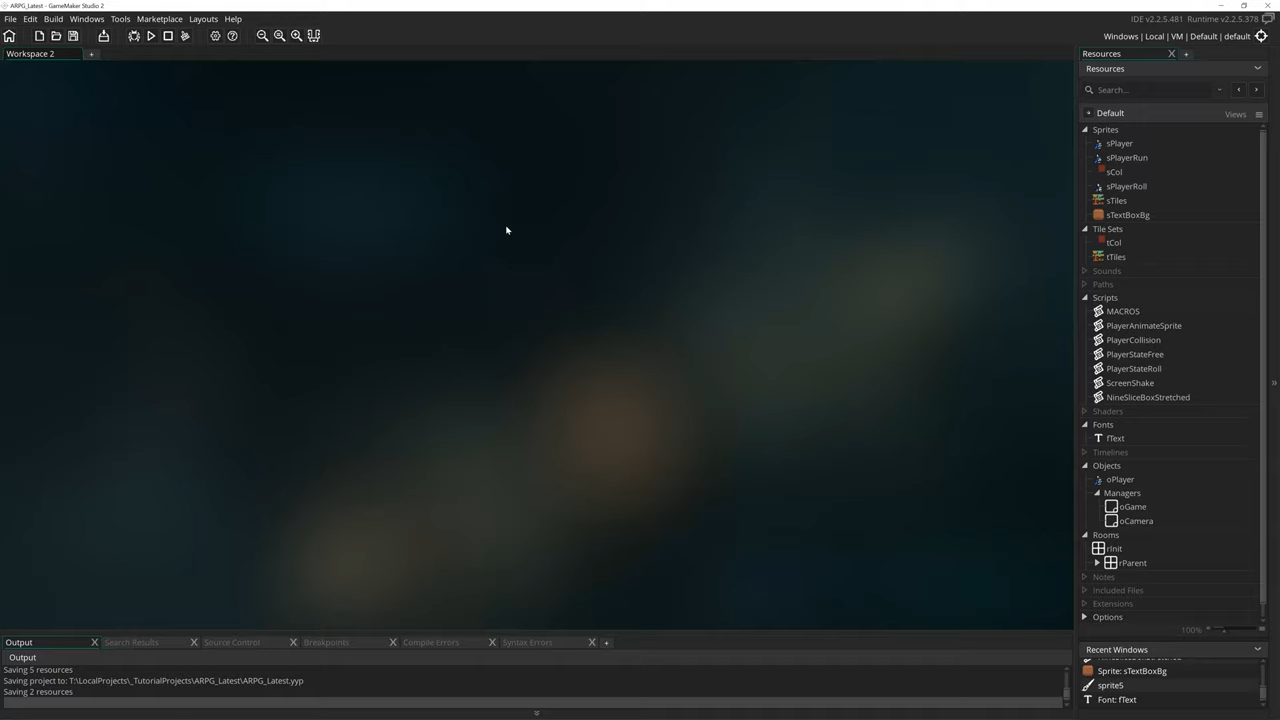 ARPG_Latest - GameMaker Studio 2
File Edit Build Windows Tools Marketplace Layouts Help
IDE v2.2.5.481 Runtime v2.2.5.378
Windows | Local | VM | Default | default
Workspace 2
Resources
Resources
Search...
Default
Views
Sprites
sPlayer
sPlayerRun
sCol
sPlayerRoll
sTiles
sTextBoxBg
Tile Sets
tCol
tTiles
Sounds
Paths
Scripts
MACROS
PlayerAnimateSprite
PlayerCollision
PlayerStateFree
PlayerStateRoll
ScreenShake
NineSliceBoxStretched
Shaders
Fonts
fText
Timelines
Objects
oPlayer
Managers
oGame
oCamera
Rooms
rInit
rParent
Notes
Included Files
Extensions
Options
100%
Output Search Results Source Control Breakpoints Compile Errors Syntax Errors
Output
Saving 5 resources
Saving project to: T:\LocalProjects\_TutorialProjects\ARPG_Latest\ARPG_Latest.yyp
Saving 2 resources
Recent Windows
Sprite: sTextBoxBg
sprite5
Font: fText